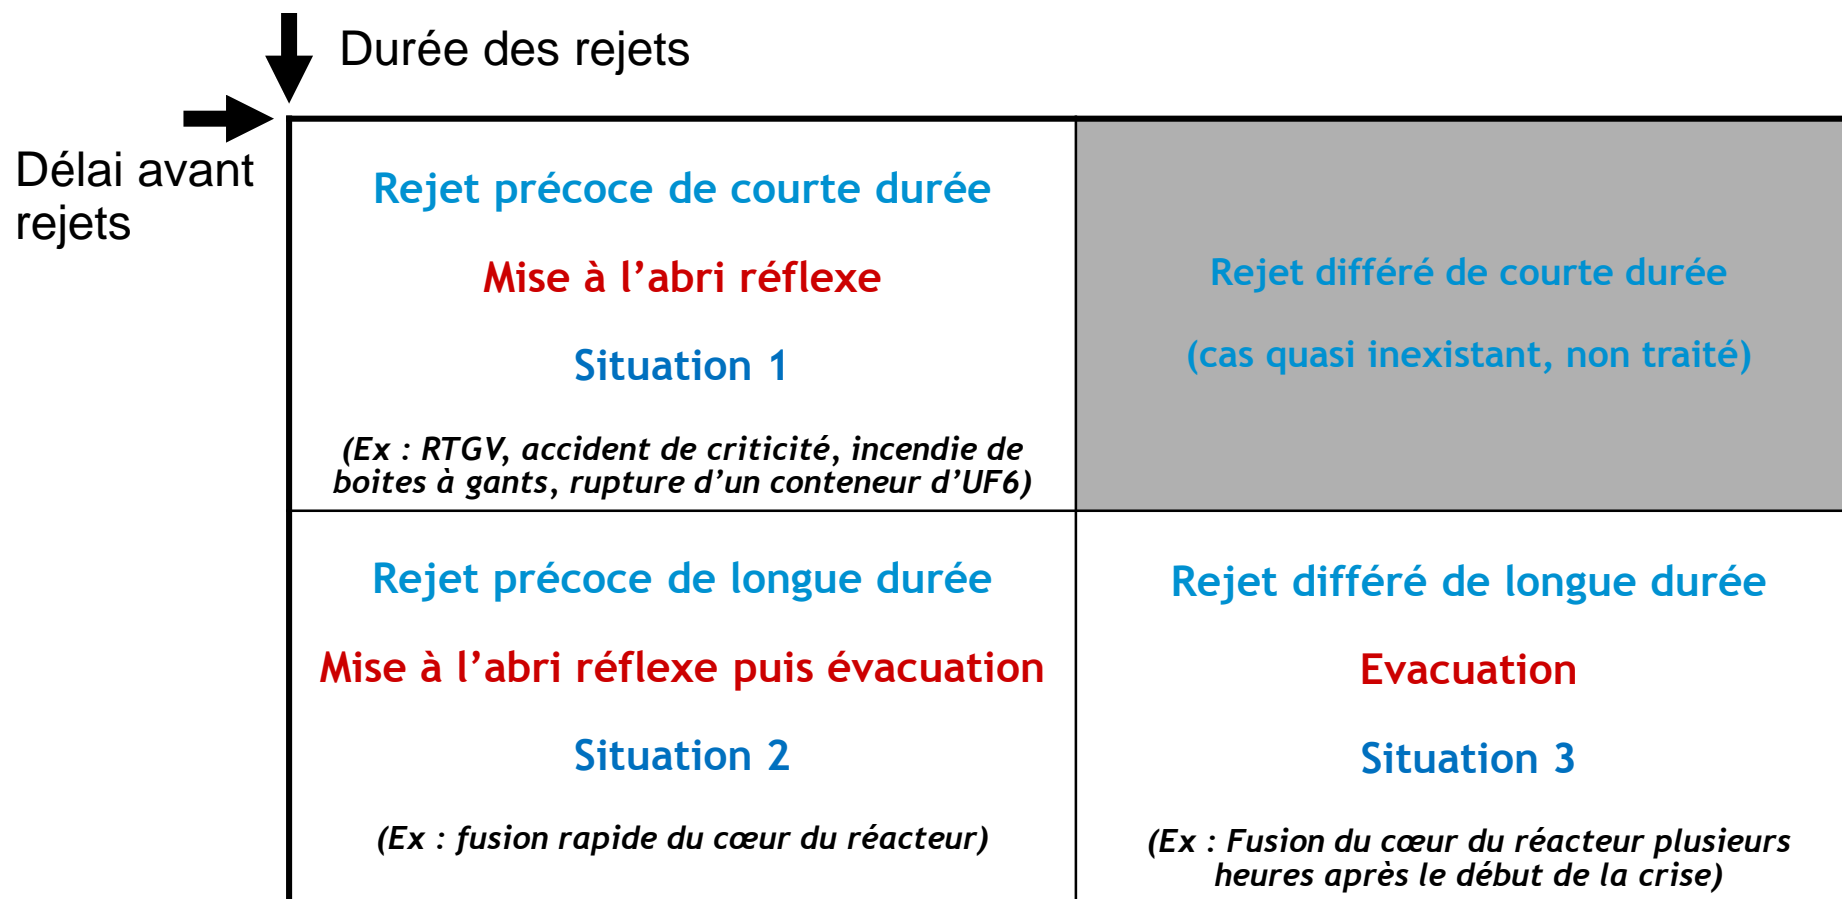 Durée des rejets
Délai avant
rejets
Rejet précoce de courte durée
Mise à l’abri réflexe
Situation 1
(Ex : RTGV, accident de criticité, incendie de
boites à gants, rupture d’un conteneur d’UF6)
Rejet différé de courte durée
(cas quasi inexistant, non traité)
Rejet précoce de longue durée
Mise à l’abri réflexe puis évacuation
Situation 2
(Ex : fusion rapide du cœur du réacteur)
Rejet différé de longue durée
Evacuation
Situation 3
(Ex : Fusion du cœur du réacteur plusieurs
heures après le début de la crise)